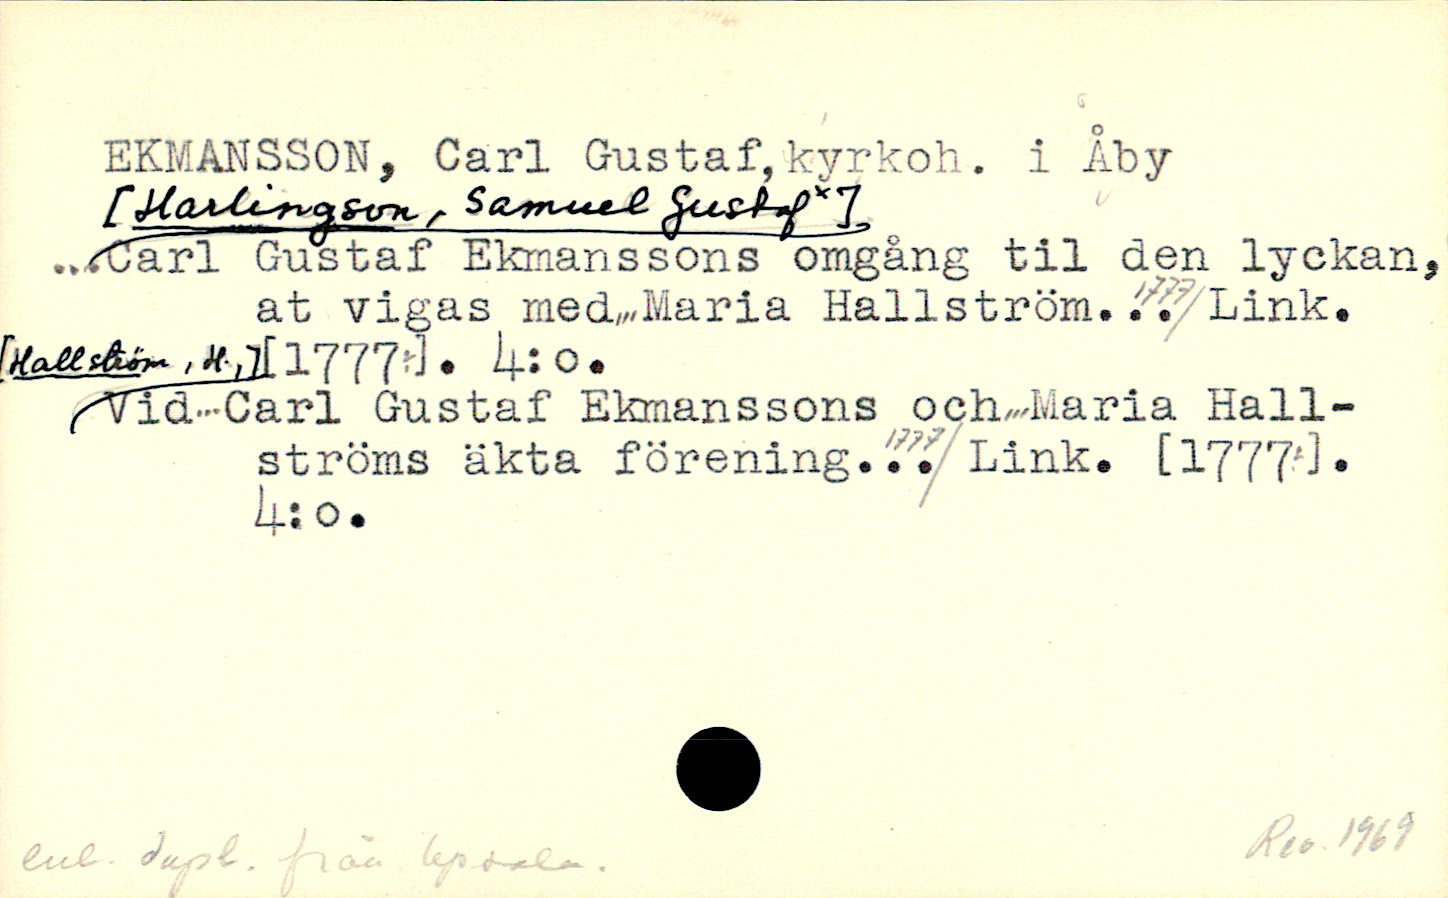 EKMANSSON, Carl Gustaf, kyrkoh. i Åby
[Harlingson, Samuel Gustaf*]
...Carl Gustaf Ekmanssons omgång til den lyckan,
at vigas med,,,Maria Hallström... 1777/ Link.
[Hallström, H.,] [1777]. 4:o.
Vid...Carl Gustaf Ekmanssons och,,,Maria Hall-
ströms äkta förening... 1777/ Link. [1777].
4:o.
enl. dupl. från Upsala.
Rev. 1969